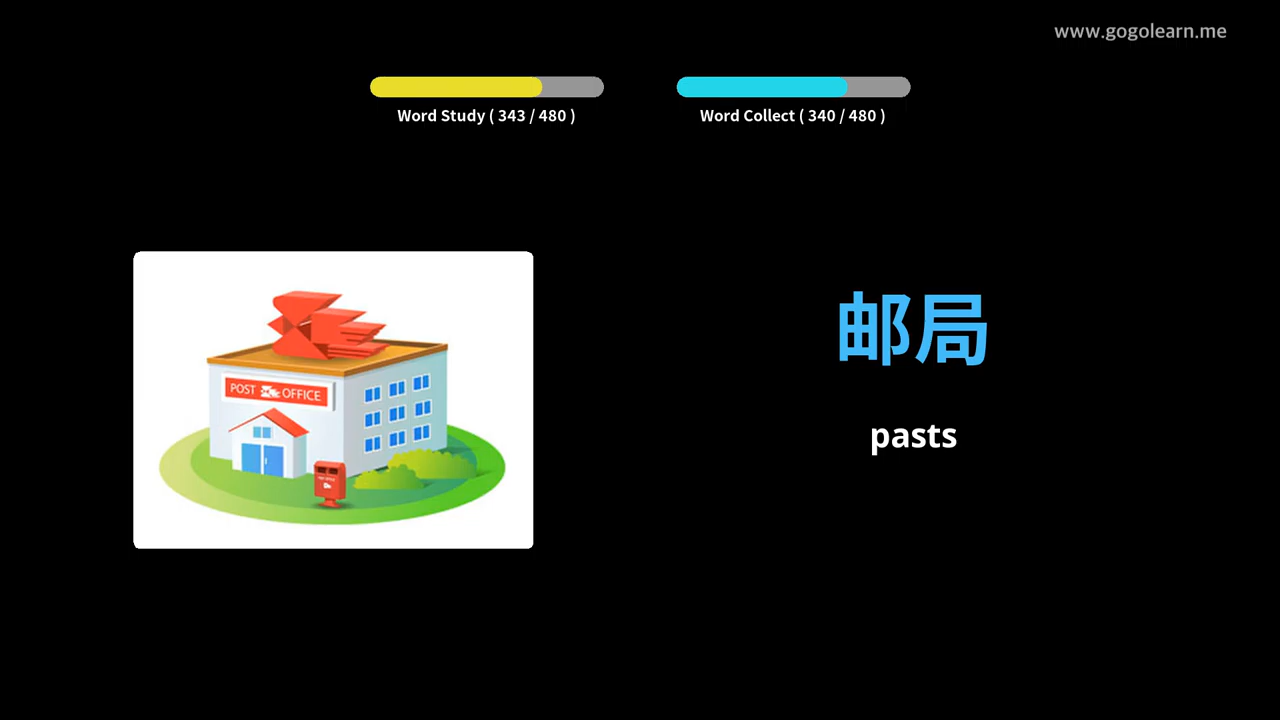 www.gogolearn.me
Word Study ( 343 / 480 )
Word Collect ( 340 / 480 )
POST OFFICE
邮局
pasts